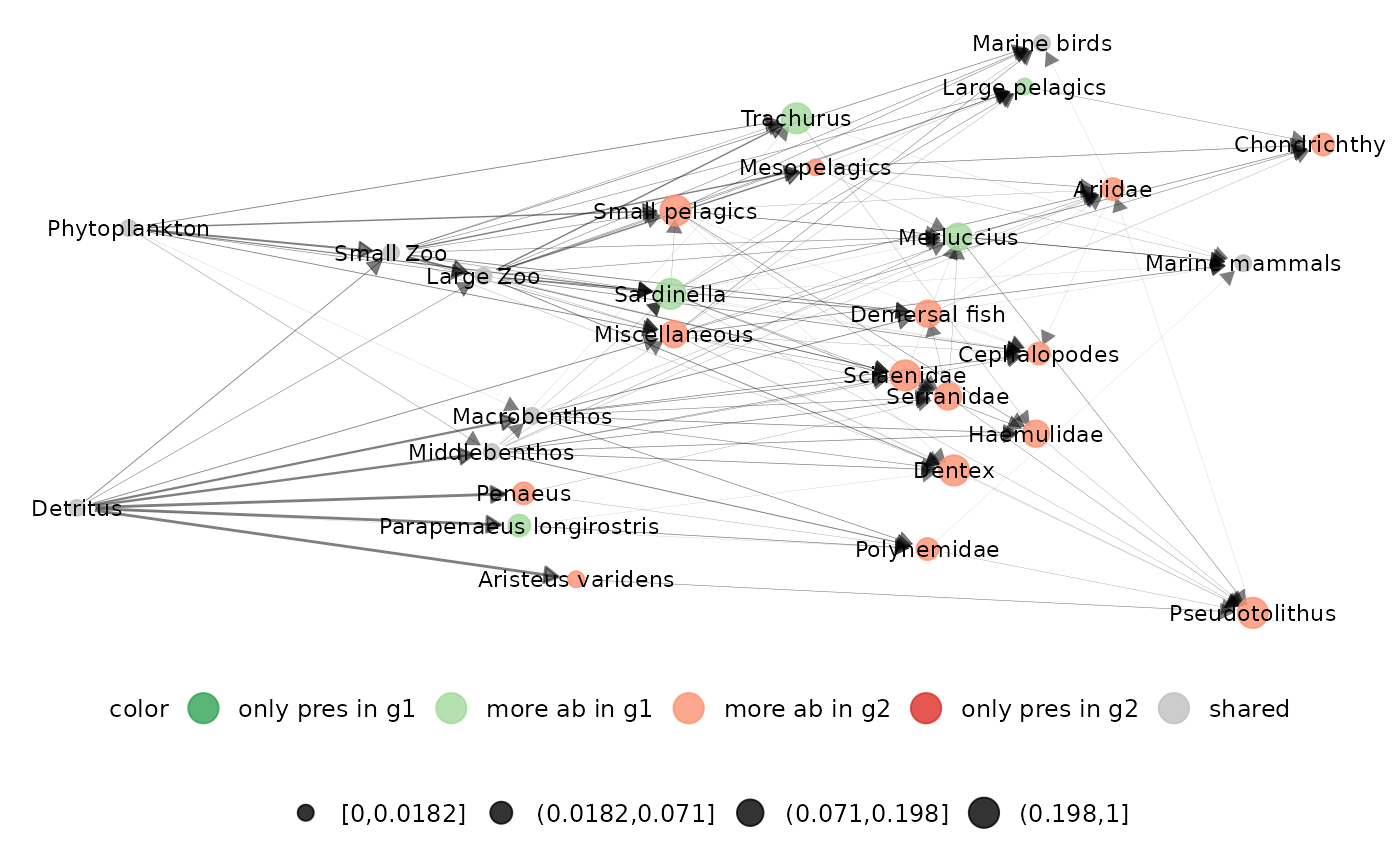 Marine birds
Large pelagics
Trachurus
Chondrichthy
Mesopelagics
Ariidae
Small pelagics
Phytoplankton
Merluccius
Small Zoo
Marine mammals
Large Zoo
Sardinella
Demersal fish
Miscellaneous
Cephalopodes
Sciaenidae
Serranidae
Macrobenthos
Haemulidae
Middlebenthos
Dentex
Penaeus
Detritus
Parapenaeus longirostris
Polynemidae
Aristeus varidens
Pseudotolithus
color only pres in g1 more ab in g1 more ab in g2 only pres in g2 shared
[0,0.0182] (0.0182,0.071] (0.071,0.198] (0.198,1]